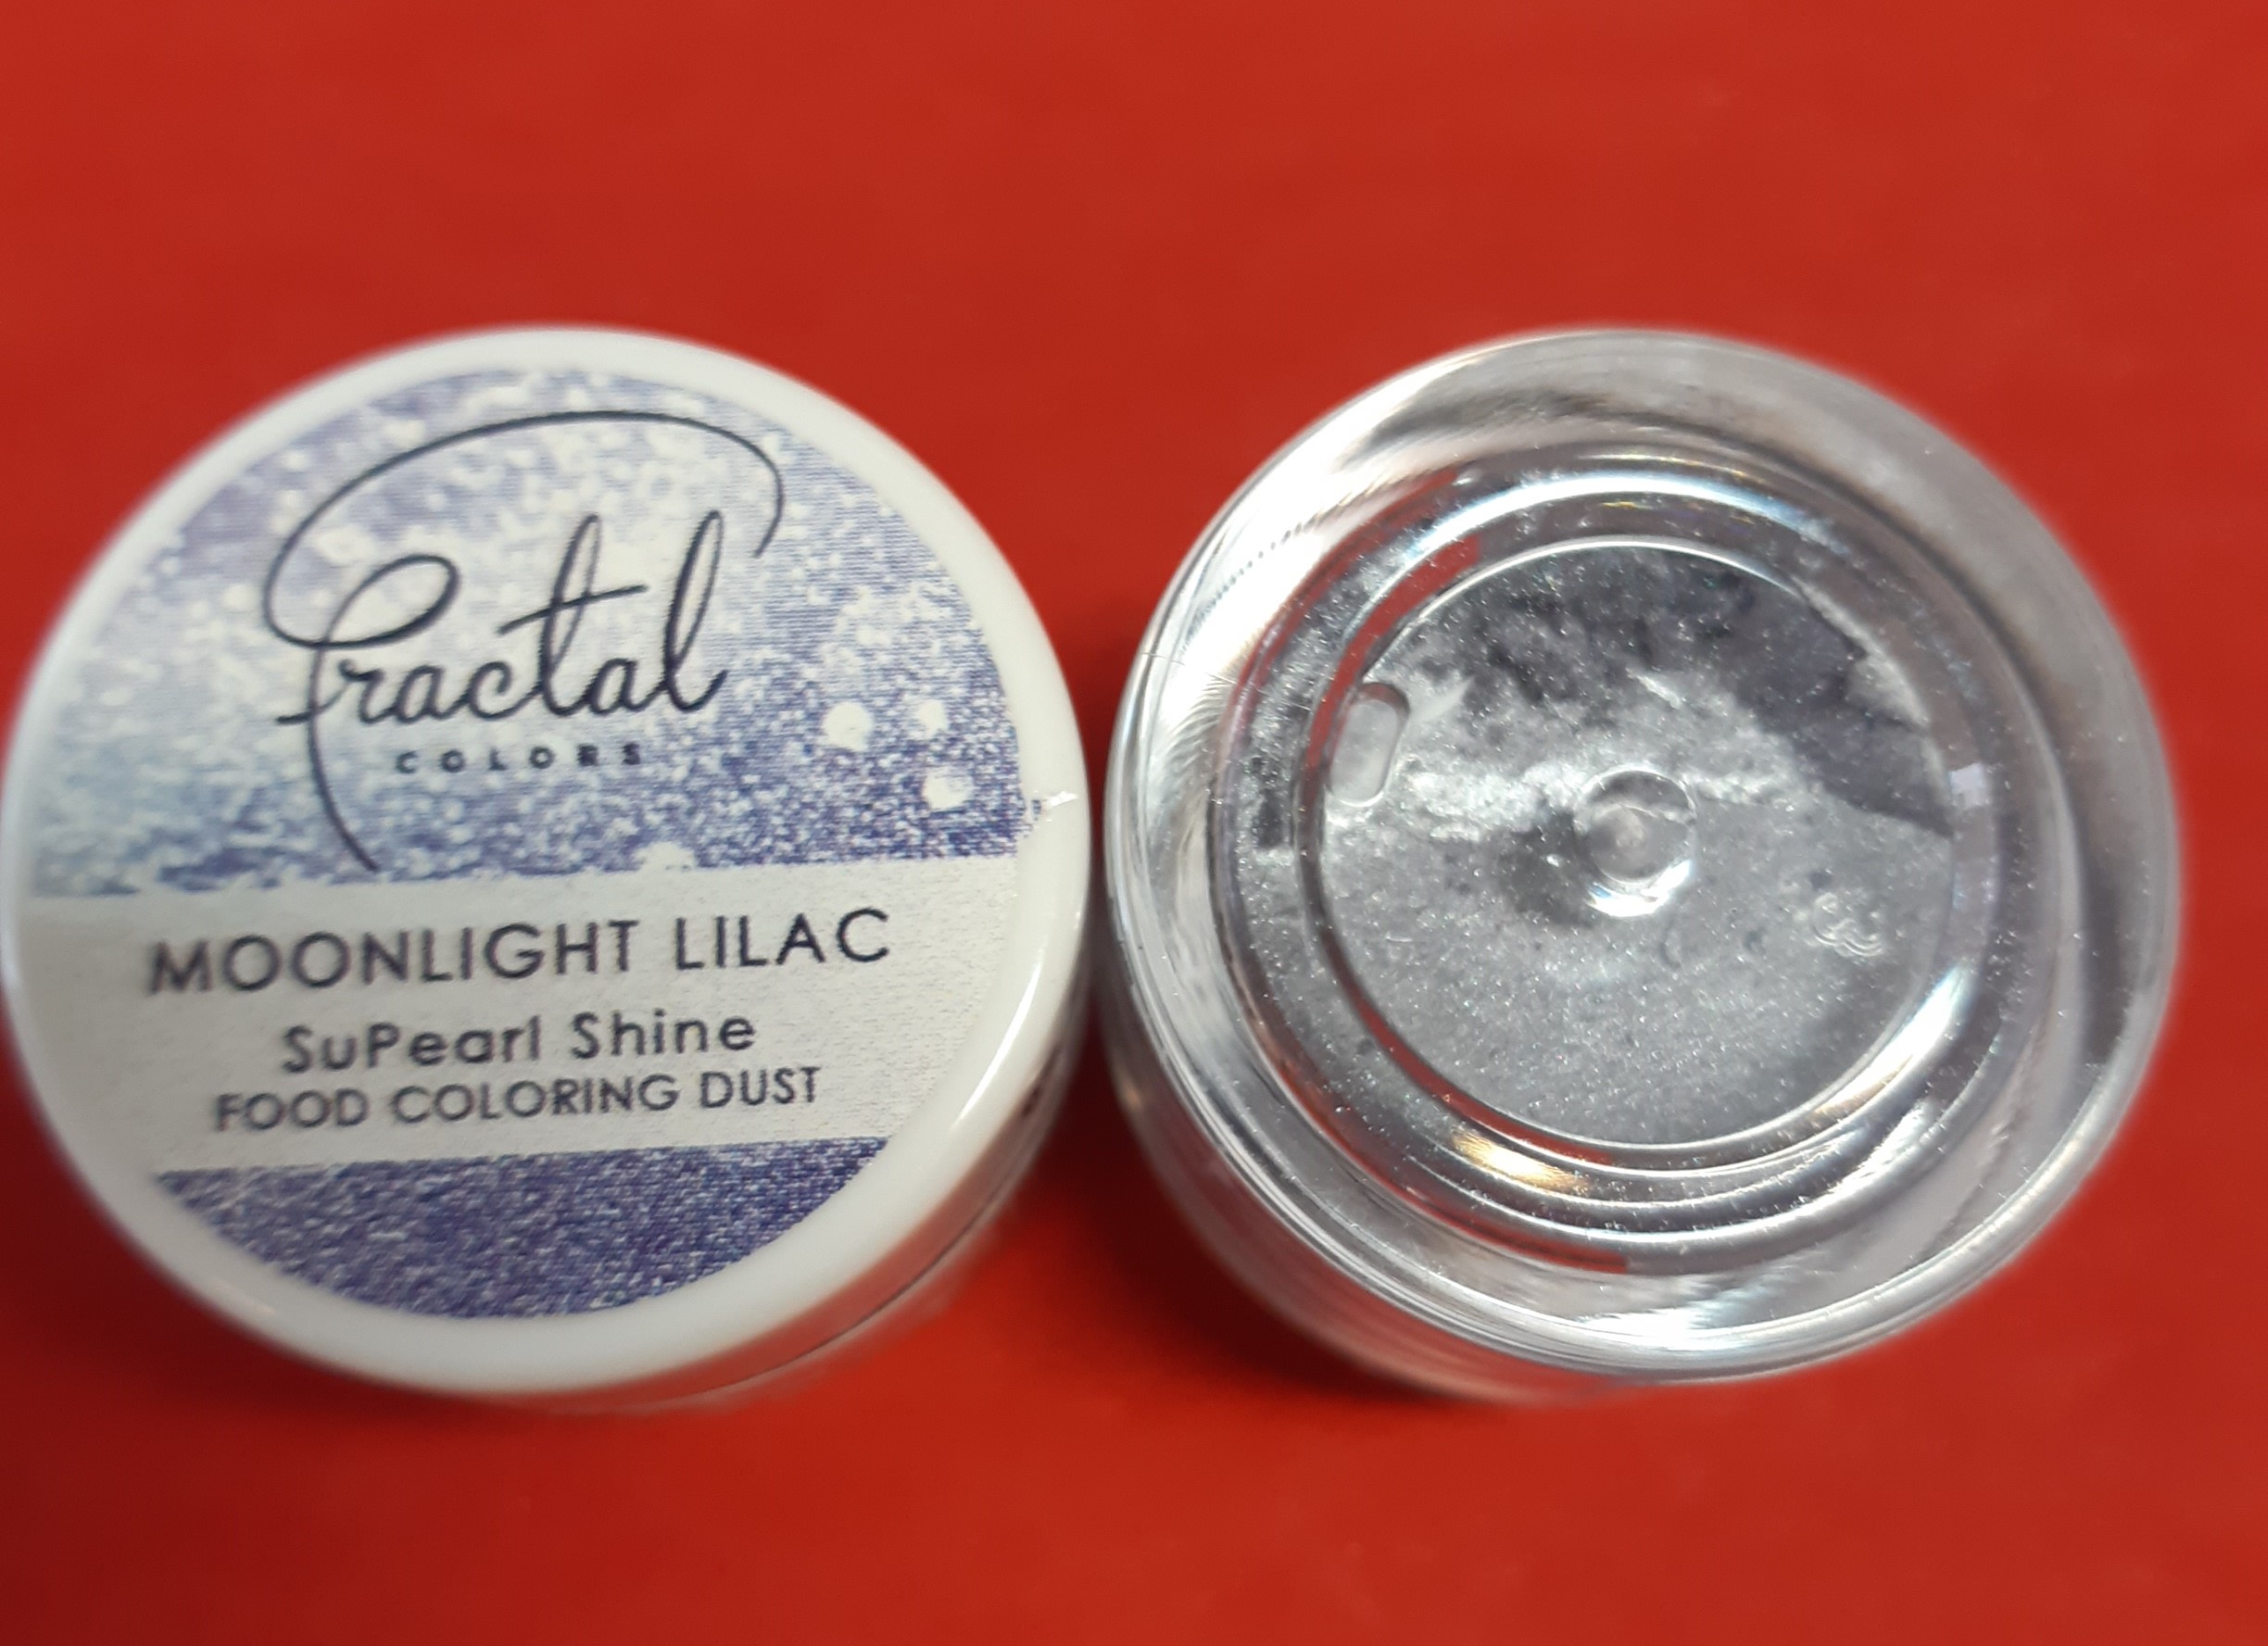 Fractal
COLORS
MOONLIGHT LILAC
SuPearl Shine
FOOD COLORING DUST